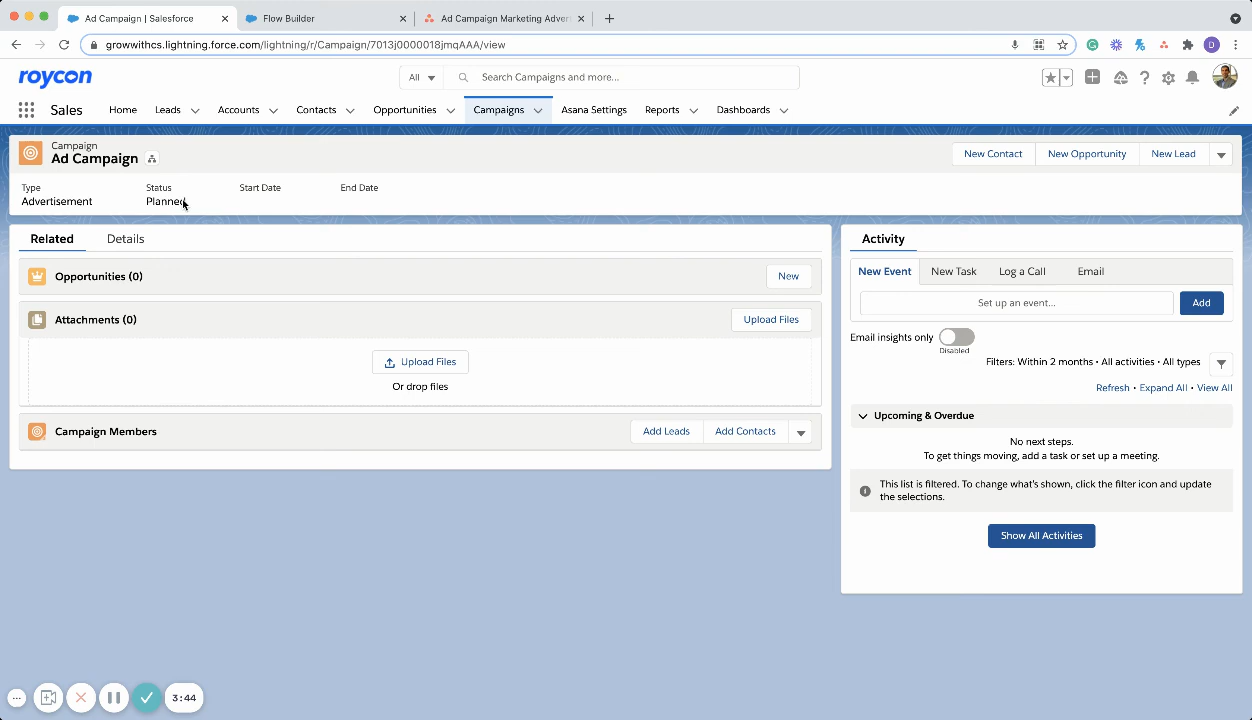 Ad Campaign | Salesforce
Flow Builder
Ad Campaign Marketing Adver
growwithcs.lightning.force.com/lightning/r/Campaign/7013j0000018jmqAAA/view
D
roycon
All
Search Campaigns and more...
Sales
Home
Leads
Accounts
Contacts
Opportunities
Campaigns
Asana Settings
Reports
Dashboards
Campaign
Ad Campaign
New Contact
New Opportunity
New Lead
Type
Status
Start Date
End Date
Advertisement
Planned
Related
Details
Opportunities (0)
New
Attachments (0)
Upload Files
Upload Files
Or drop files
Campaign Members
Add Leads
Add Contacts
Activity
New Event
New Task
Log a Call
Email
Set up an event...
Add
Email insights only
Disabled
Filters: Within 2 months • All activities • All types
Refresh • Expand All • View All
Upcoming & Overdue
No next steps.
To get things moving, add a task or set up a meeting.
This list is filtered. To change what's shown, click the filter icon and update
the selections.
Show All Activities
3:44